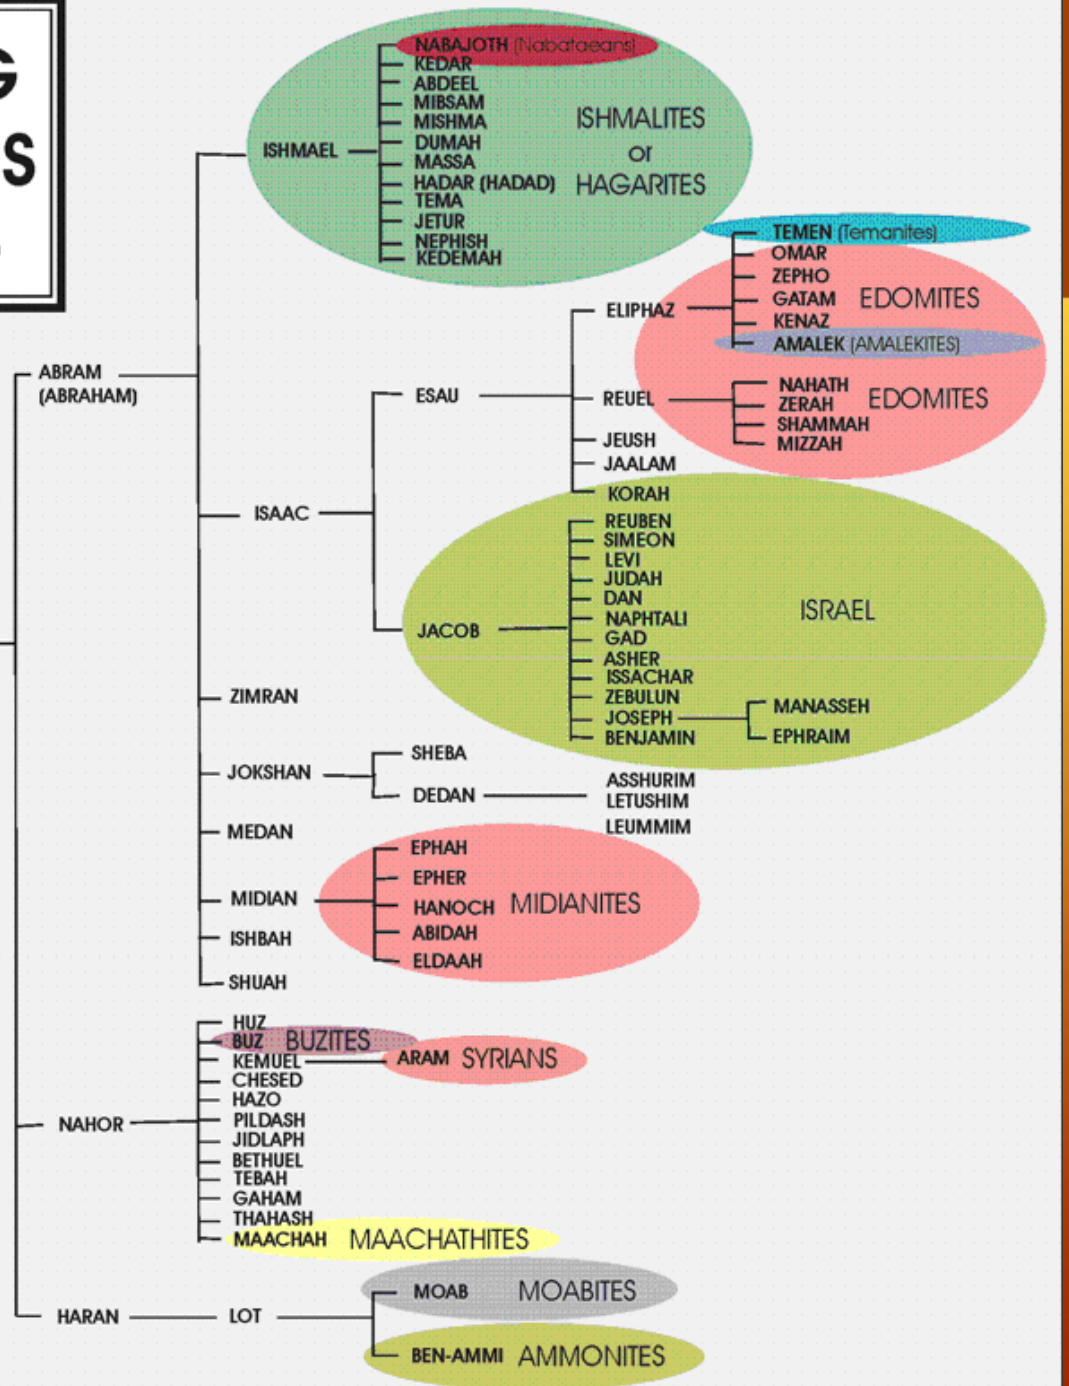 G
S
NABAJOTH (Nabataeans)
KEDAR
ABDEEL
MIBSAM
MISHMA
DUMAH
MASSA
HADAR (HADAD)
TEMA
JETUR
NEPHISH
KEDEMAH
ISHMAEL
ISHMALITES
or
HAGARITES
TEMEN (Temanites)
OMAR
ZEPHO
GATAM
KENAZ
AMALEK (AMALEKITES)
EDOMITES
ELIPHAZ
ABRAM
(ABRAHAM)
ESAU
REUEL
NAHATH
ZERAH
SHAMMAH
MIZZAH
EDOMITES
JEUSH
JAALAM
KORAH
ISAAC
REUBEN
SIMEON
LEVI
JUDAH
DAN
NAPHTALI
GAD
ASHER
ISSACHAR
ZEBULUN
JOSEPH
BENJAMIN
ISRAEL
JACOB
MANASSEH
EPHRAIM
ZIMRAN
JOKSHAN
SHEBA
DEDAN
ASSHURIM
LETUSHIM
LEUMMIM
MEDAN
MIDIAN
EPHAH
EPHER
HANOCH
ABIDAH
ELDAAH
MIDIANITES
ISHBAH
SHUAH
HUZ
BUZ BUZITES
KEMUEL
ARAM SYRIANS
CHESED
HAZO
PILDASH
JIDLAPH
BETHUEL
TEBAH
GAHAM
THAHASH
MAACHAH MAACHATHITES
NAHOR
HARAN
LOT
MOAB MOABITES
BEN-AMMI AMMONITES